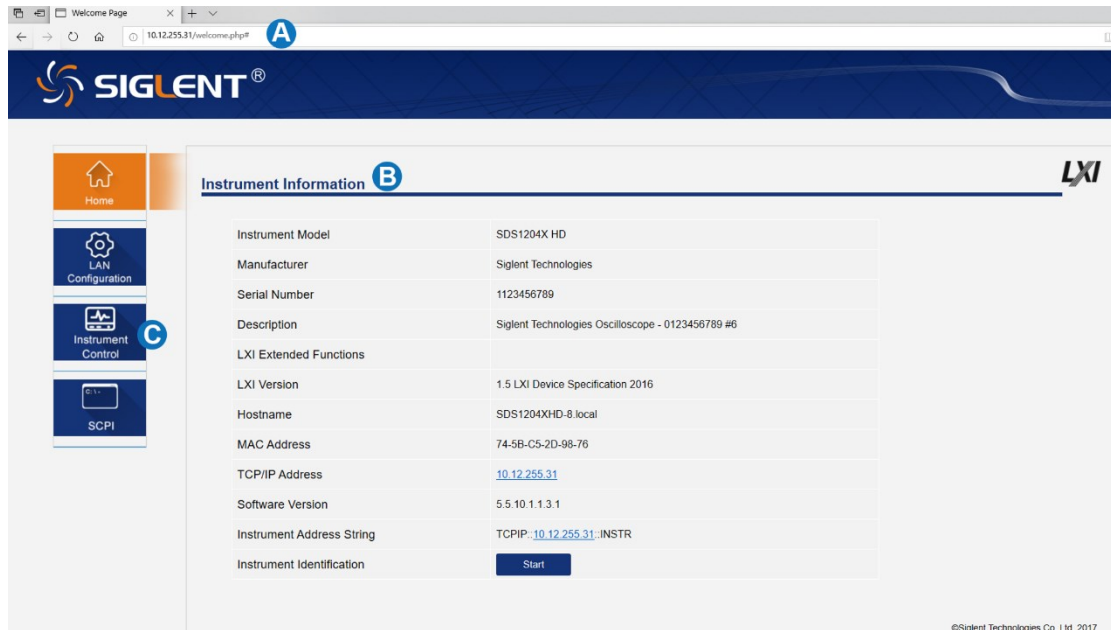 Welcome Page
10.12.255.31/welcome.php#
A
SIGLENT®
Home
LAN
Configuration
Instrument
Control
C
C:\-
SCPI
Instrument Information
B
LXI
Instrument Model SDS1204X HD
Manufacturer Siglent Technologies
Serial Number 1123456789
Description Siglent Technologies Oscilloscope - 0123456789 #6
LXI Extended Functions
LXI Version 1.5 LXI Device Specification 2016
Hostname SDS1204XHD-8.local
MAC Address 74-5B-C5-2D-98-76
TCP/IP Address 10.12.255.31
Software Version 5.5.10.1.1.3.1
Instrument Address String TCPIP::10.12.255.31::INSTR
Instrument Identification Start
©Siglent Technologies Co. Ltd. 2017